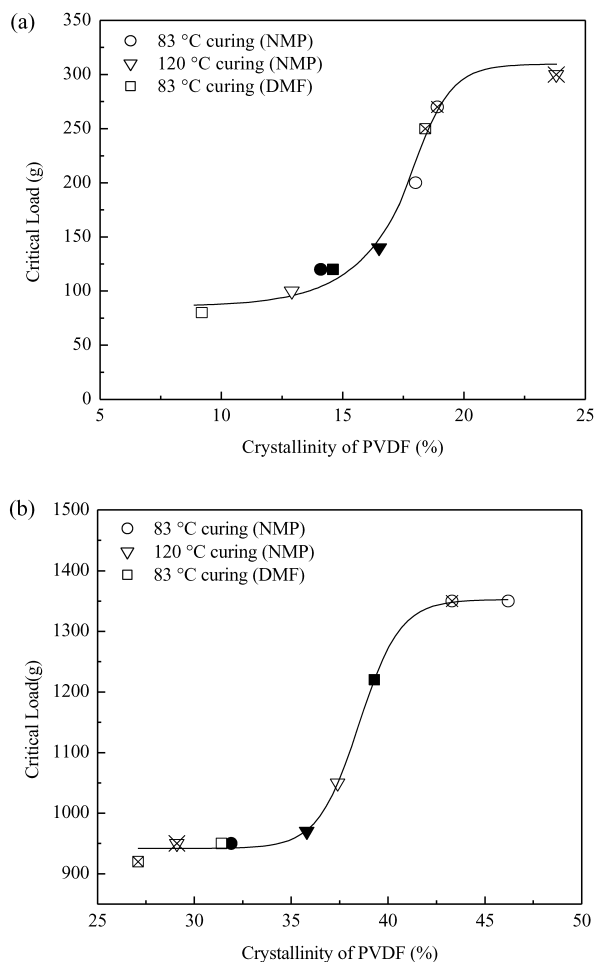 (a)
350
300
250
200
150
100
50
0
Critical Load (g)
83 °C curing (NMP)
120 °C curing (NMP)
83 °C curing (DMF)
5 10 15 20 25
Crystallinity of PVDF (%)
(b)
1500
1400
1300
1200
1100
1000
900
Critical Load(g)
83 °C curing (NMP)
120 °C curing (NMP)
83 °C curing (DMF)
25 30 35 40 45 50
Crystallinity of PVDF (%)